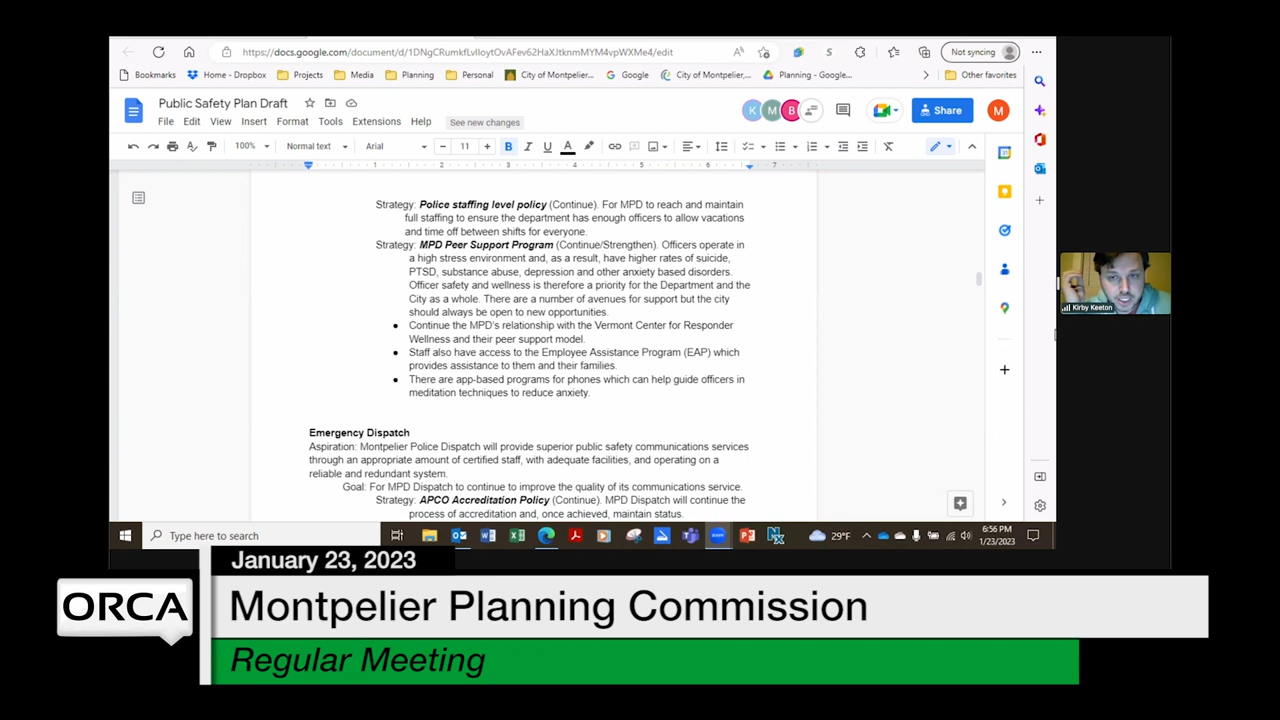 https://docs.google.com/document/d/1DNgCRumkfLvlloytOvAFev62HaXJtknmMYM4vpWXMe4/edit
Not syncing
Bookmarks
Home - Dropbox
Projects
Media
Planning
Personal
City of Montpelier...
Google
City of Montpelier,...
Planning - Google...
Other favorites
Public Safety Plan Draft
K
M
B
Share
M
File Edit View Insert Format Tools Extensions Help
See new changes
100% Normal text Arial 11 B I U A
1 2 3 4 5 6 7
Strategy: Police staffing level policy (Continue). For MPD to reach and maintain
full staffing to ensure the department has enough officers to allow vacations
and time off between shifts for everyone.
Strategy: MPD Peer Support Program (Continue/Strengthen). Officers operate in
a high stress environment and, as a result, have higher rates of suicide,
PTSD, substance abuse, depression and other anxiety based disorders.
Officer safety and wellness is therefore a priority for the Department and the
City as a whole. There are a number of avenues for support but the city
should always be open to new opportunities.
● Continue the MPD's relationship with the Vermont Center for Responder
Wellness and their peer support model.
● Staff also have access to the Employee Assistance Program (EAP) which
provides assistance to them and their families.
● There are app-based programs for phones which can help guide officers in
meditation techniques to reduce anxiety.
Emergency Dispatch
Aspiration: Montpelier Police Dispatch will provide superior public safety communications services
through an appropriate amount of certified staff, with adequate facilities, and operating on a
reliable and redundant system.
Goal: For MPD Dispatch to continue to improve the quality of its communications service.
Strategy: APCO Accreditation Policy (Continue). MPD Dispatch will continue the
process of accreditation and, once achieved, maintain status.
Kirby Keeton
Type here to search
29°F
6:56 PM
1/23/2023
January 23, 2023
ORCA
Montpelier Planning Commission
Regular Meeting